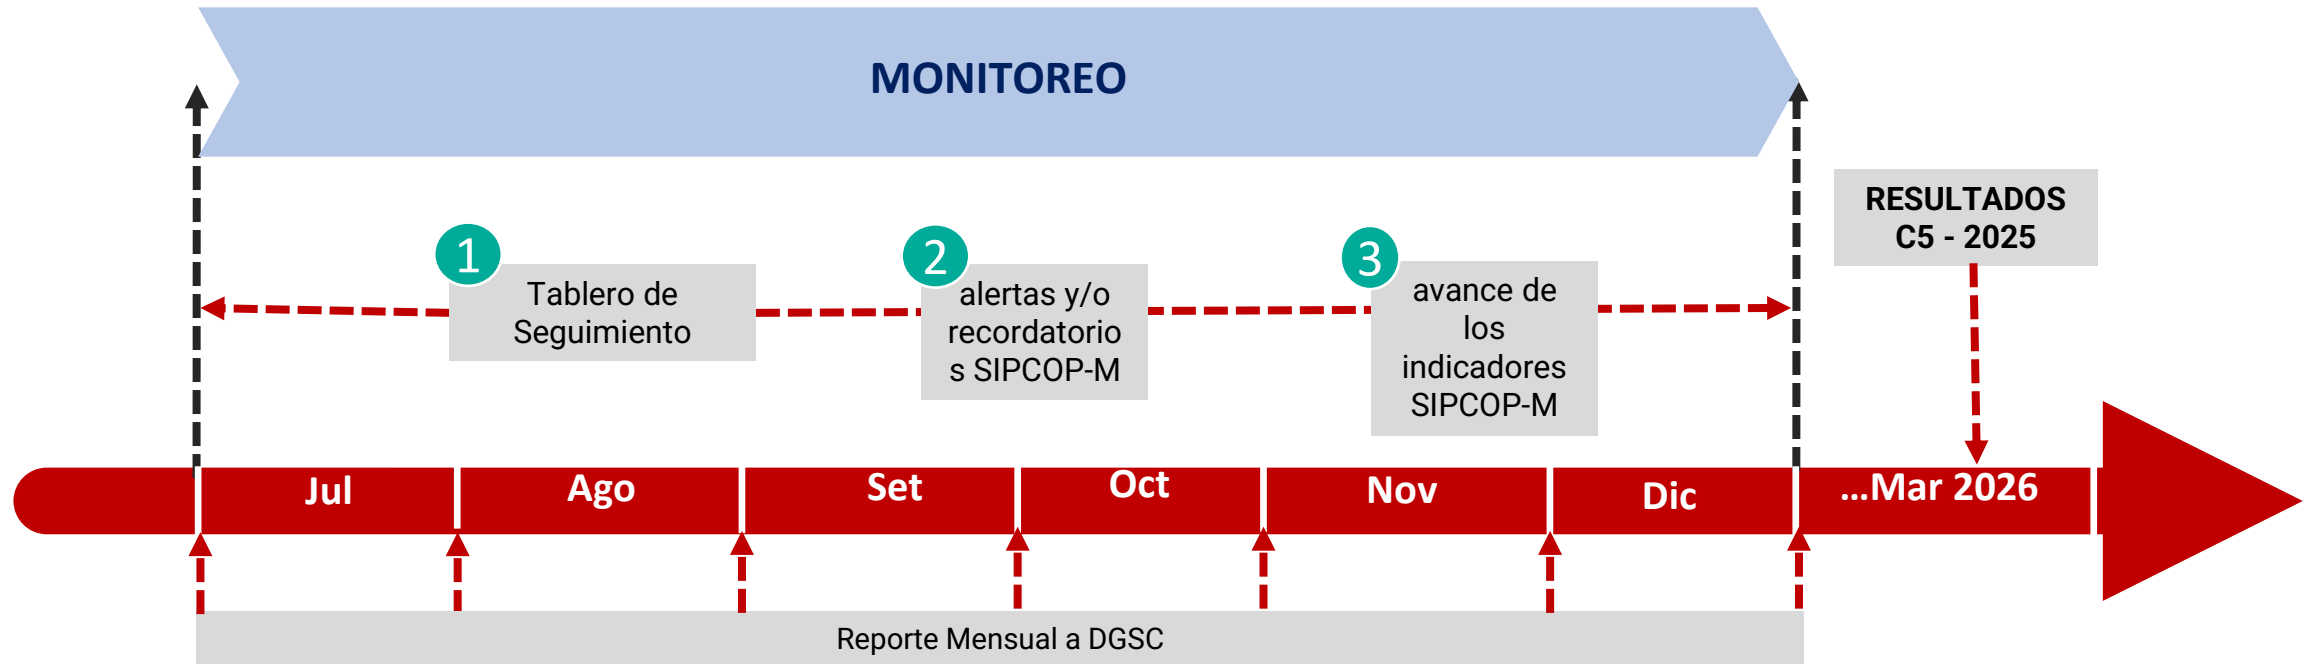 MONITOREO
RESULTADOS
C5 - 2025
1
Tablero de
Seguimiento
2
alertas y/o
recordatorio
s SIPCOP-M
3
avance de
los
indicadores
SIPCOP-M
Jul
Ago
Set
Oct
Nov
Dic
...Mar 2026
Reporte Mensual a DGSC